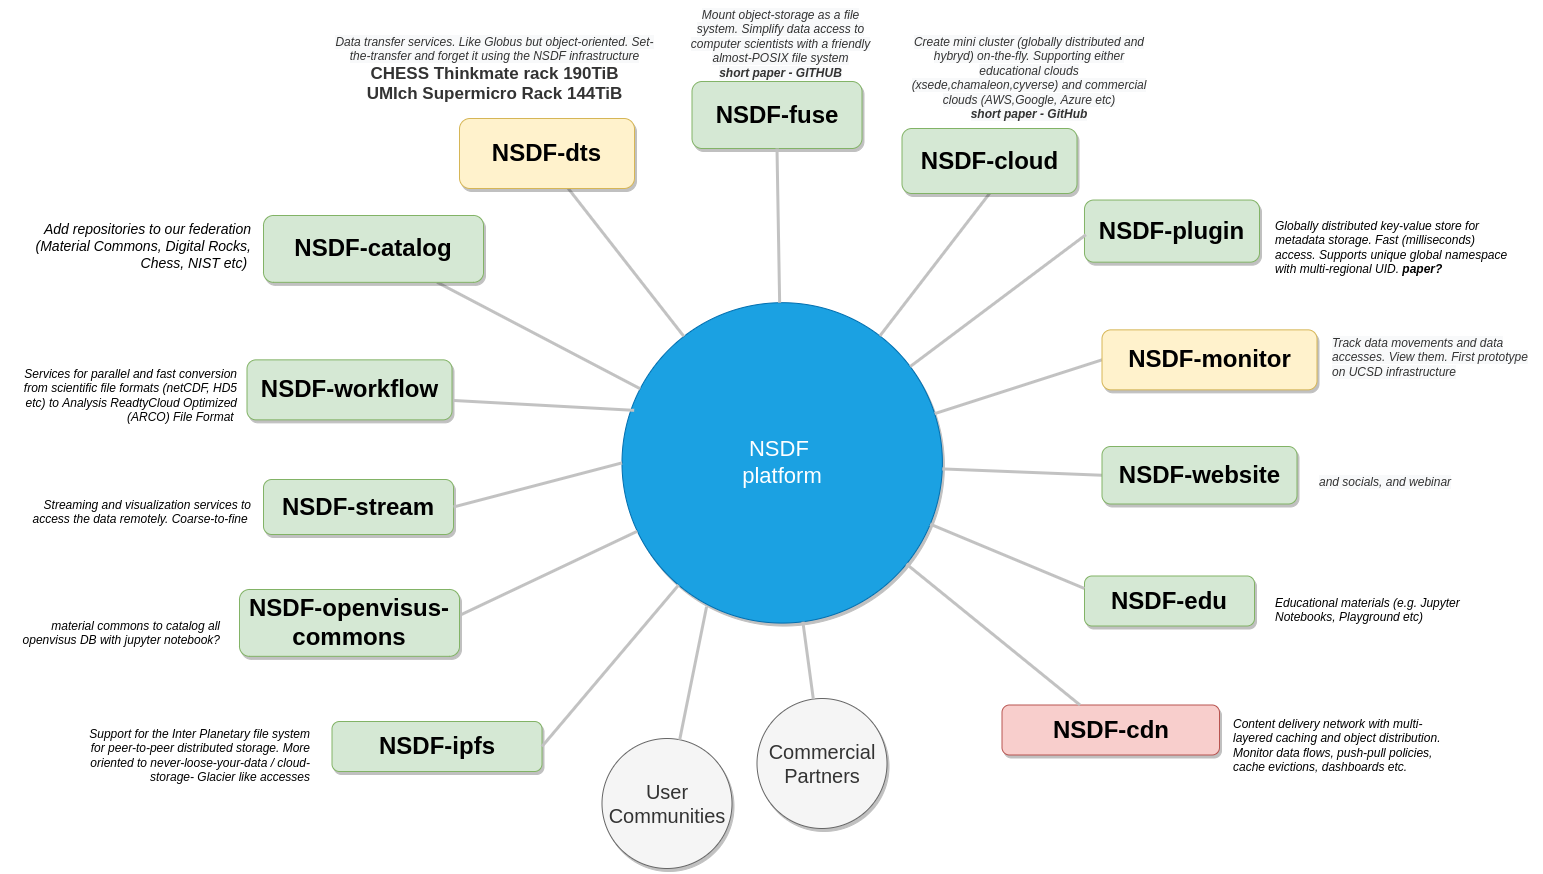 Data transfer services. Like Globus but object-oriented. Set-
the-transfer and forget it using the NSDF infrastructure
CHESS Thinkmate rack 190TiB
UMIch Supermicro Rack 144TiB
NSDF-dts
Mount object-storage as a file
system. Simplify data access to
computer scientists with a friendly
almost-POSIX file system
short paper - GITHUB
NSDF-fuse
Create mini cluster (globally distributed and
hybryd) on-the-fly. Supporting either
educational clouds
(xsede,chamaleon,cyverse) and commercial
clouds (AWS,Google, Azure etc)
short paper - GitHub
NSDF-cloud
Add repositories to our federation
(Material Commons, Digital Rocks,
Chess, NIST etc)
NSDF-catalog
NSDF-plugin
Globally distributed key-value store for
metadata storage. Fast (milliseconds)
access. Supports unique global namespace
with multi-regional UID. paper?
NSDF-monitor
Track data movements and data
accesses. View them. First prototype
on UCSD infrastructure
Services for parallel and fast conversion
from scientific file formats (netCDF, HD5
etc) to Analysis ReadtyCloud Optimized
(ARCO) File Format
NSDF-workflow
NSDF
platform
NSDF-website
and socials, and webinar
Streaming and visualization services to
access the data remotely. Coarse-to-fine
NSDF-stream
NSDF-edu
Educational materials (e.g. Jupyter
Notebooks, Playground etc)
material commons to catalog all
openvisus DB with jupyter notebook?
NSDF-openvisus-
commons
Support for the Inter Planetary file system
for peer-to-peer distributed storage. More
oriented to never-loose-your-data / cloud-
storage- Glacier like accesses
NSDF-ipfs
User
Communities
Commercial
Partners
NSDF-cdn
Content delivery network with multi-
layered caching and object distribution.
Monitor data flows, push-pull policies,
cache evictions, dashboards etc.